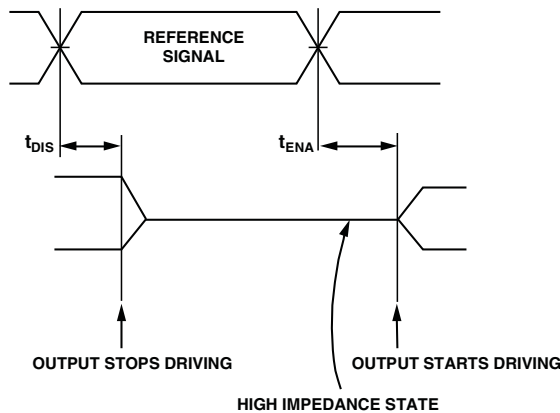 REFERENCE
SIGNAL
tDIS
tENA
OUTPUT STOPS DRIVING
OUTPUT STARTS DRIVING
HIGH IMPEDANCE STATE